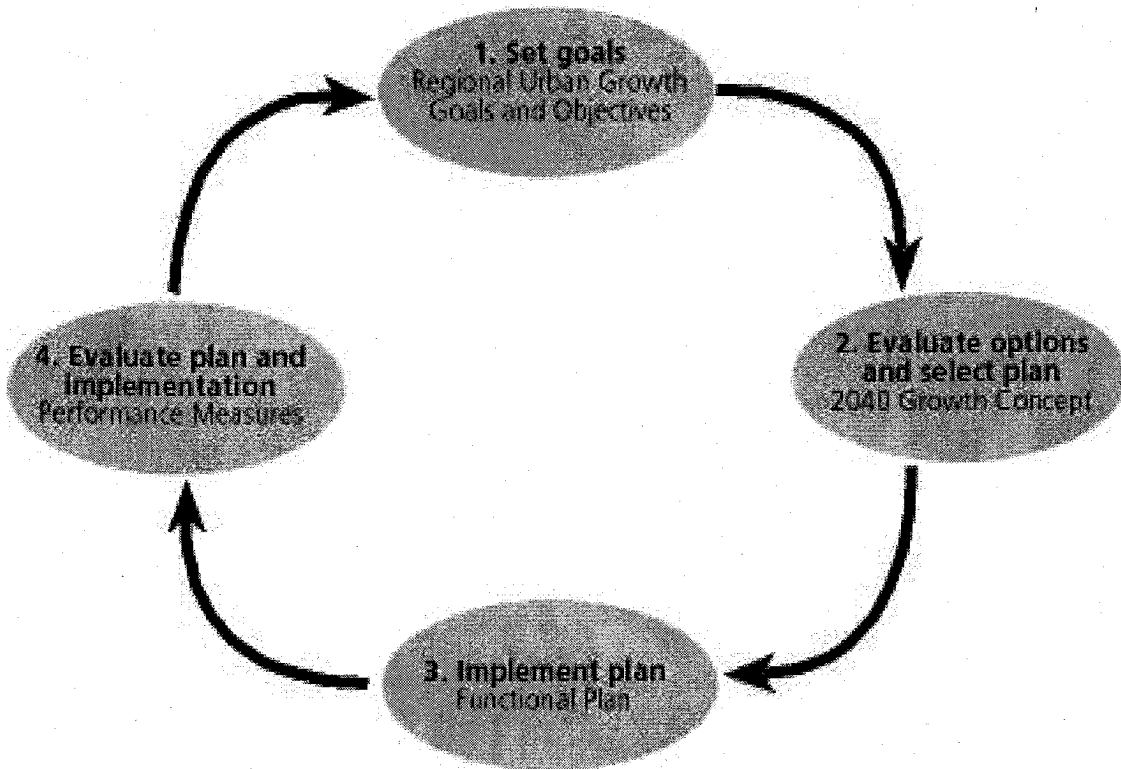 1. Set goals
Regional Urban Growth
Goals and Objectives
2. Evaluate options
and select plan
2040 Growth Concept
3. Implement plan
Functional Plan
4. Evaluate plan and
implementation
Performance Measures